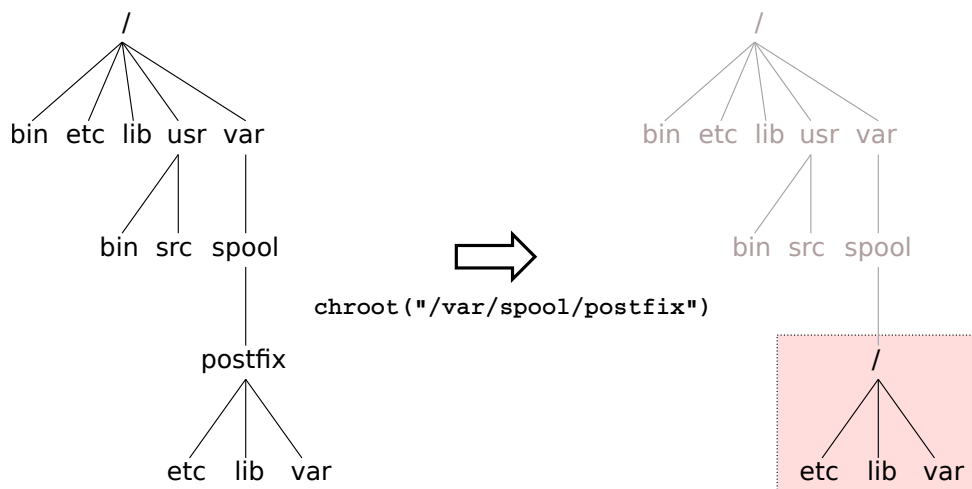 /
bin etc lib usr var
bin src spool
postfix
etc lib var
chroot("/var/spool/postfix")
/
bin etc lib usr var
bin src spool
/
etc lib var